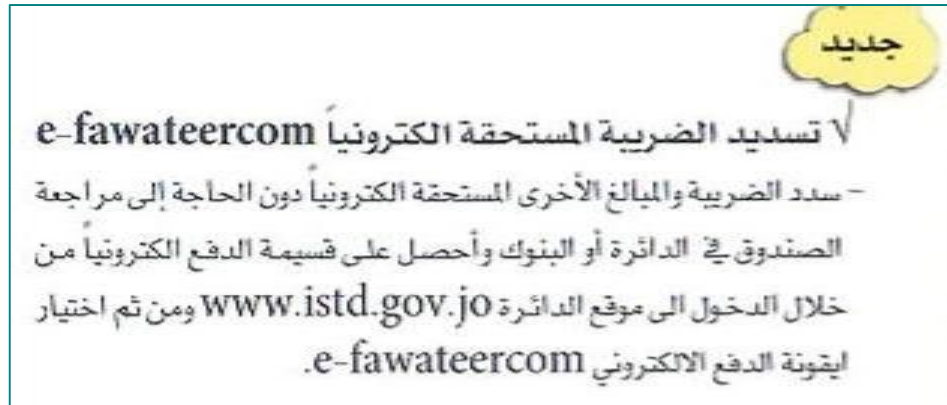 جديد
√ تسديد الضريبة المستحقة الكترونياً e-fawateercom
- سدد الضريبة والمبالغ الأخرى المستحقة الكترونياً دون الحاجة إلى مراجعة
الصندوق في الدائرة أو البنوك وأحصل على قسيمة الدفع الكترونياً من
خلال الدخول الى موقع الدائرة www.istd.gov.jo ومن ثم اختيار
ايقونة الدفع الالكتروني e-fawateercom.